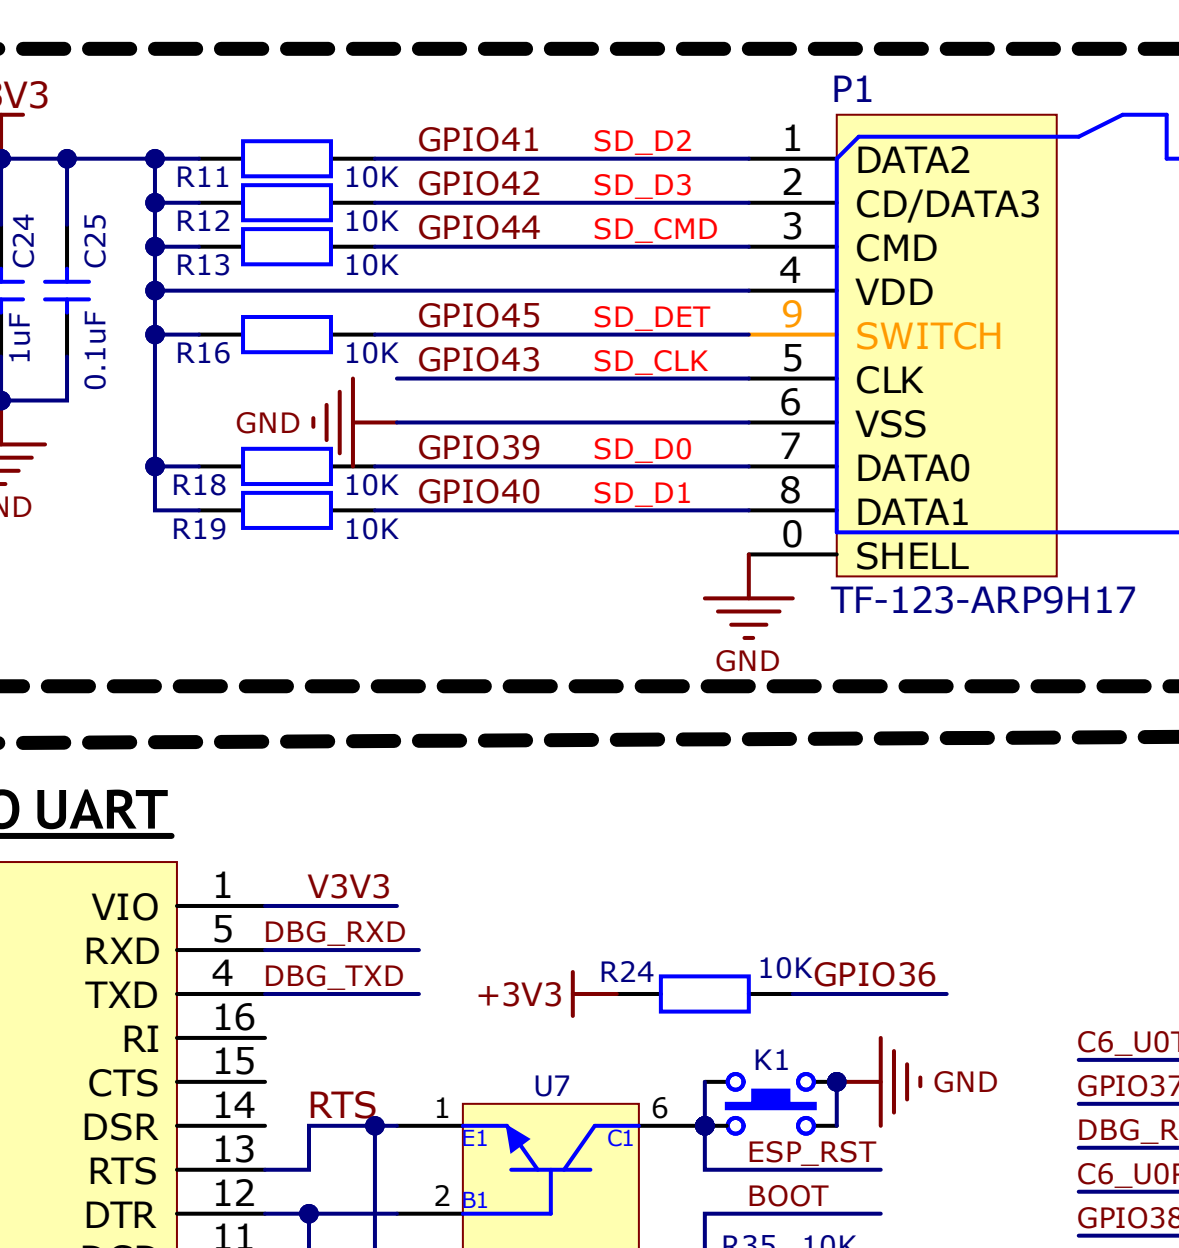 P1
3V3
GPIO41 SD_D2 1 DATA2
R11 10K
GPIO42 SD_D3 2 CD/DATA3
R12 10K
GPIO44 SD_CMD 3 CMD
R13 10K
C24 C25
4 VDD
GPIO45 SD_DET 9 SWITCH
R16 10K
1uF 0.1uF
GPIO43 SD_CLK 5 CLK
GND 6 VSS
GPIO39 SD_D0 7 DATA0
R18 10K
GPIO40 SD_D1 8 DATA1
ND
R19 10K
0 SHELL
TF-123-ARP9H17
GND
O UART
VIO 1 V3V3
RXD 5 DBG_RXD
TXD 4 DBG_TXD
+3V3 R24 10K GPIO36
RI 16
CTS 15
K1 GND
C6_U0T
U7
GPIO37
DSR 14 RTS 1 E1 C1 6
DBG_R
RTS 13
ESP_RST
C6_U0R
DTR 12 2 B1
BOOT
GPIO38
11
R35 10K